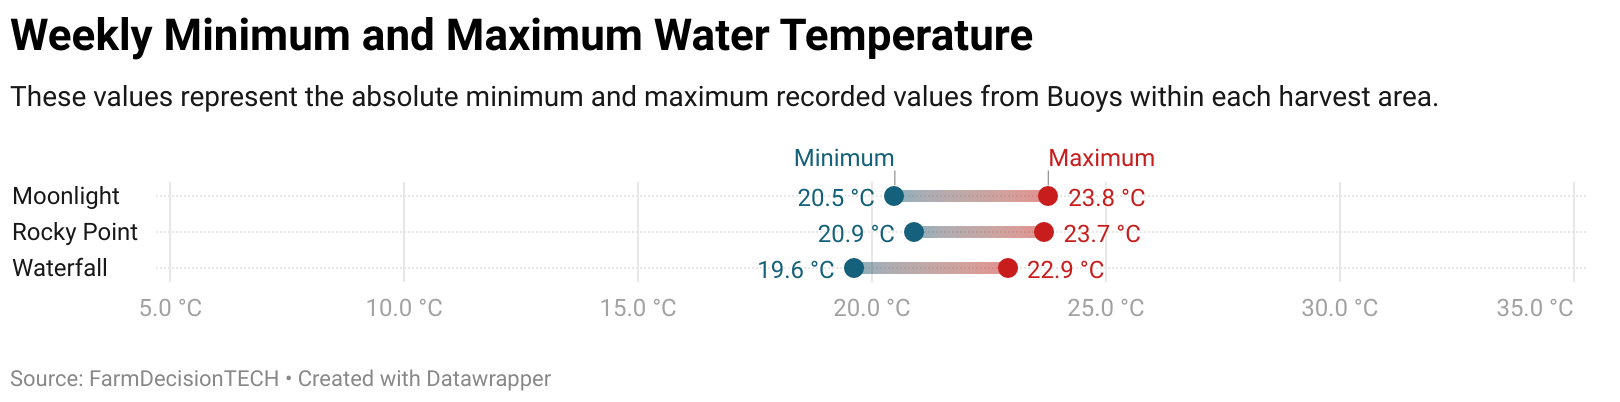 Weekly Minimum and Maximum Water Temperature
These values represent the absolute minimum and maximum recorded values from Buoys within each harvest area.
Minimum Maximum
Moonlight 20.5 °C 23.8 °C
Rocky Point 20.9 °C 23.7 °C
Waterfall 19.6 °C 22.9 °C
5.0 °C 10.0 °C 15.0 °C 20.0 °C 25.0 °C 30.0 °C 35.0 °C
Source: FarmDecisionTECH • Created with Datawrapper